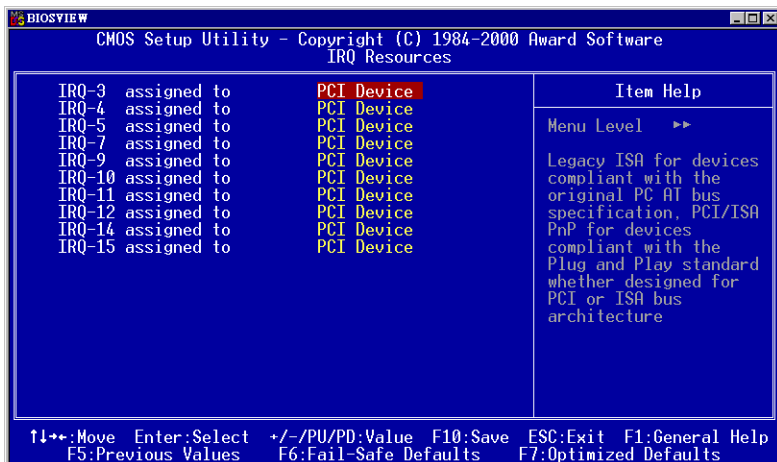 BIOSVIEW
CMOS Setup Utility - Copyright (C) 1984-2000 Award Software
IRQ Resources
IRQ-3 assigned to PCI Device
IRQ-4 assigned to PCI Device
IRQ-5 assigned to PCI Device
IRQ-7 assigned to PCI Device
IRQ-9 assigned to PCI Device
IRQ-10 assigned to PCI Device
IRQ-11 assigned to PCI Device
IRQ-12 assigned to PCI Device
IRQ-14 assigned to PCI Device
IRQ-15 assigned to PCI Device
Item Help
Menu Level ►►
Legacy ISA for devices
compliant with the
original PC AT bus
specification, PCI/ISA
PnP for devices
compliant with the
Plug and Play standard
whether designed for
PCI or ISA bus
architecture
↑↓→←:Move Enter:Select +/-/PU/PD:Value F10:Save ESC:Exit F1:General Help
F5:Previous Values F6:Fail-Safe Defaults F7:Optimized Defaults